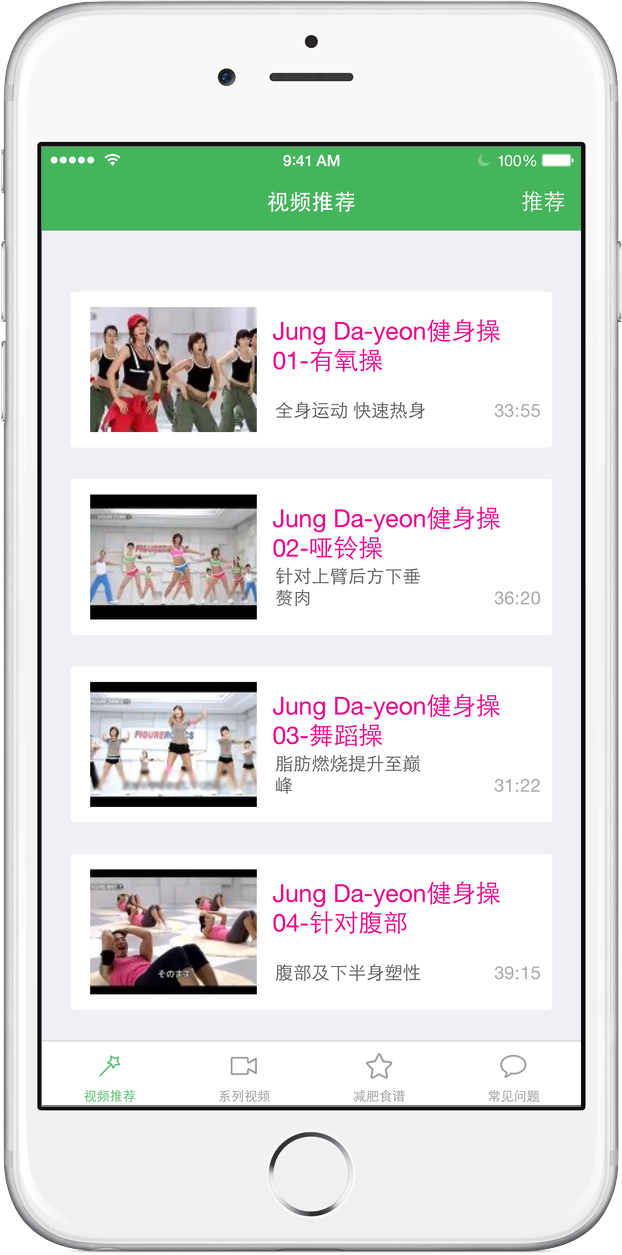 9:41 AM
100%
视频推荐
推荐
Jung Da-yeon健身操
01-有氧操
全身运动 快速热身
33:55
Jung Da-yeon健身操
02-哑铃操
针对上臂后方下垂
赘肉
36:20
FIGUREROBICS
Jung Da-yeon健身操
03-舞蹈操
脂肪燃烧提升至巅
峰
31:22
FIGUREROBICS
Jung Da-yeon健身操
04-针对腹部
腹部及下半身塑性
39:15
そのまま
视频推荐
系列视频
减肥食谱
常见问题